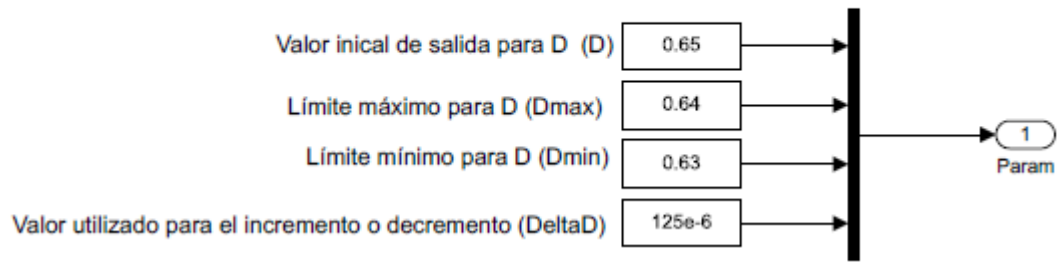 Valor inical de salida para D (D) 0.65
Límite máximo para D (Dmax) 0.64
Límite mínimo para D (Dmin) 0.63
1
Param
Valor utilizado para el incremento o decremento (DeltaD) 125e-6